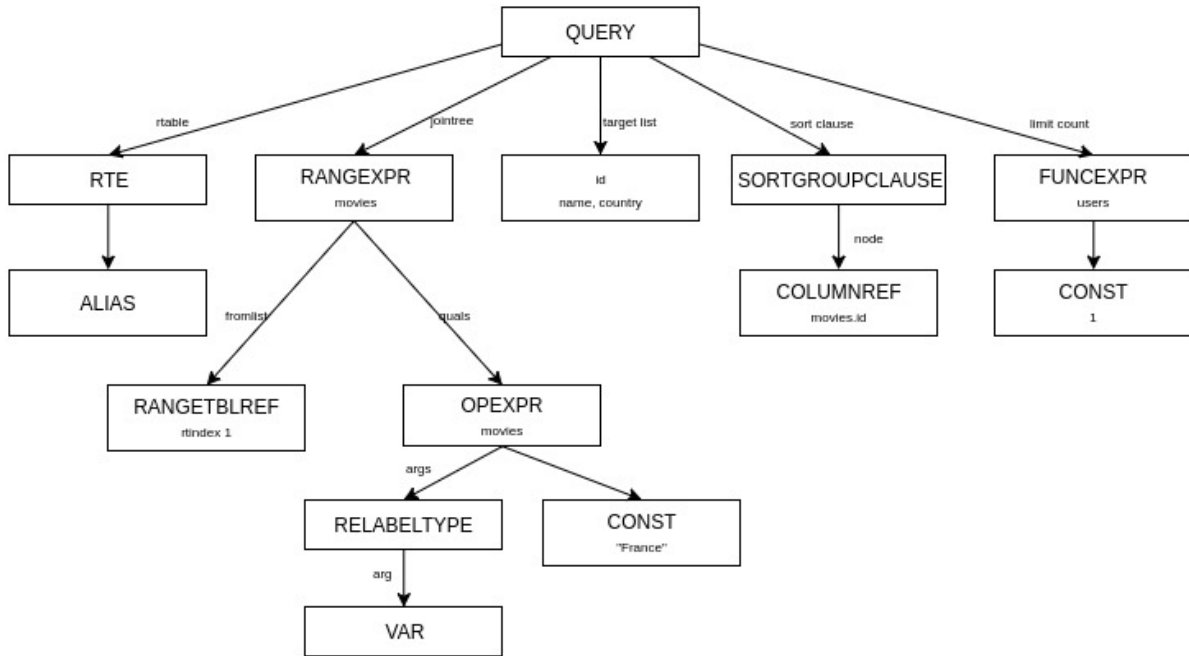 QUERY
rtable
jointree
target list
sort clause
limit count
RTE
RANGEXPR
movies
id
name, country
SORTGROUPCLAUSE
FUNCEXPR
users
node
ALIAS
COLUMNREF
movies.id
CONST
1
fromlist
quals
RANGETBLREF
rtindex 1
OPEXPR
movies
args
RELABELTYPE
CONST
"France"
arg
VAR